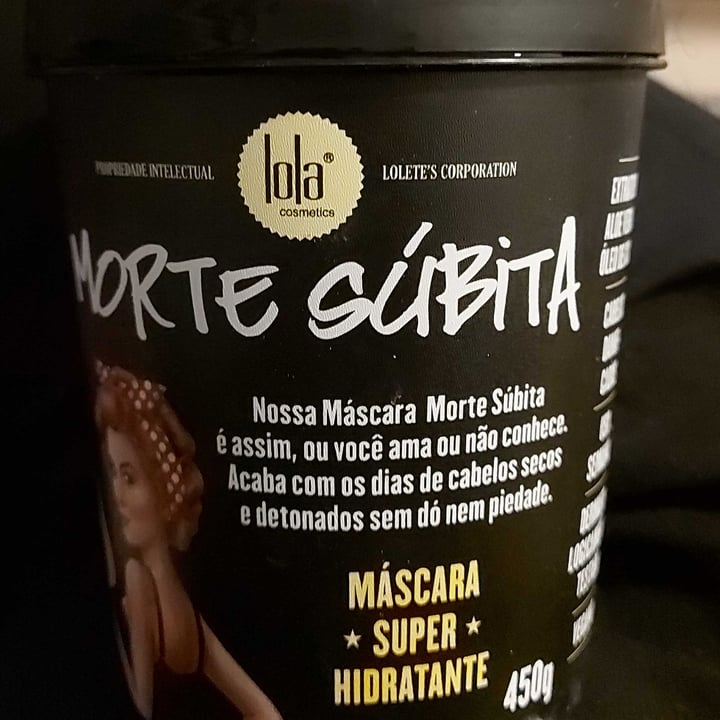 PROPRIEDADE INTELECTUAL
lola®
cosmetics
LOLETE'S CORPORATION
MORTE SÚBITA
Nossa Máscara Morte Súbita
é assim, ou você ama ou não conhece.
Acaba com os dias de cabelos secos
e detonados sem dó nem piedade.
MÁSCARA
SUPER
HIDRATANTE
450g